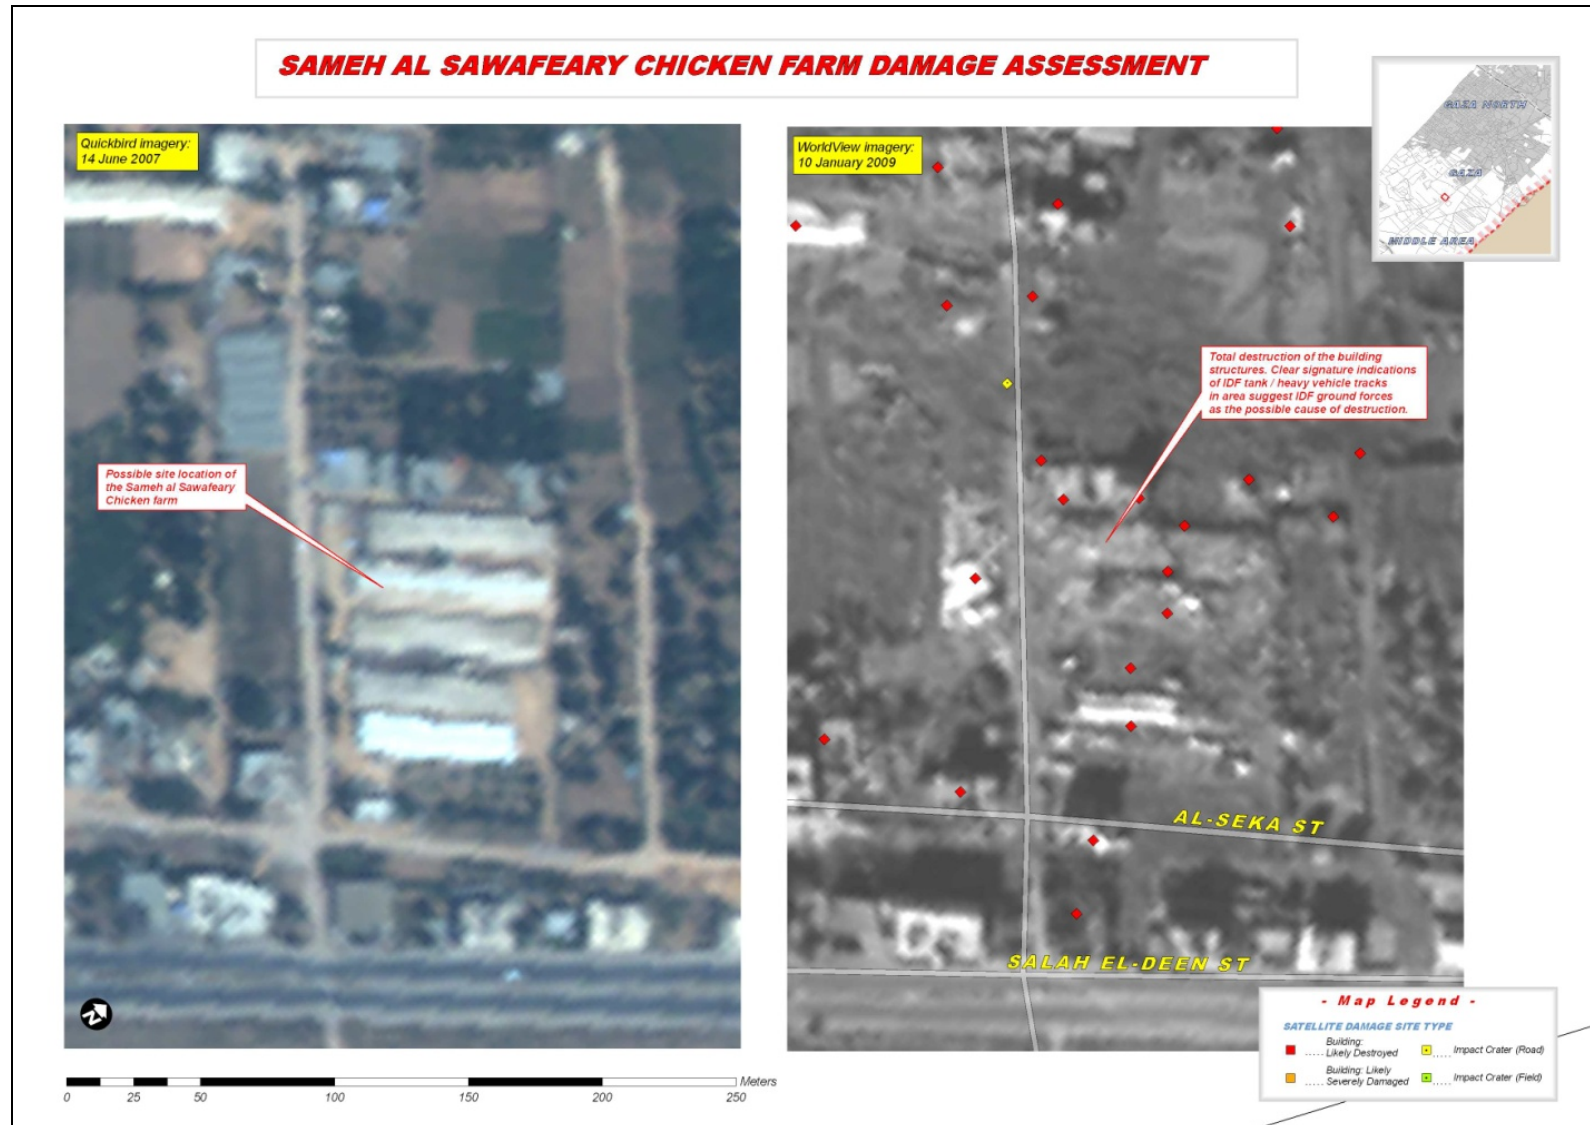 SAMEH AL SAWAFEARY CHICKEN FARM DAMAGE ASSESSMENT
Quickbird imagery:
14 June 2007
Possible site location of
the Sameh al Sawafeary
Chicken farm
N
0 25 50 100 150 200 250
Meters
WorldView imagery:
10 January 2009
Total destruction of the building
structures. Clear signature indications
of IDF tank / heavy vehicle tracks
in area suggest IDF ground forces
as the possible cause of destruction.
AL-SEKA ST
SALAH EL-DEEN ST
GAZA NORTH
GAZA
MIDDLE AREA
- Map Legend -
SATELLITE DAMAGE SITE TYPE
..... Building:
Likely Destroyed
..... Impact Crater (Road)
..... Building: Likely
Severely Damaged
..... Impact Crater (Field)